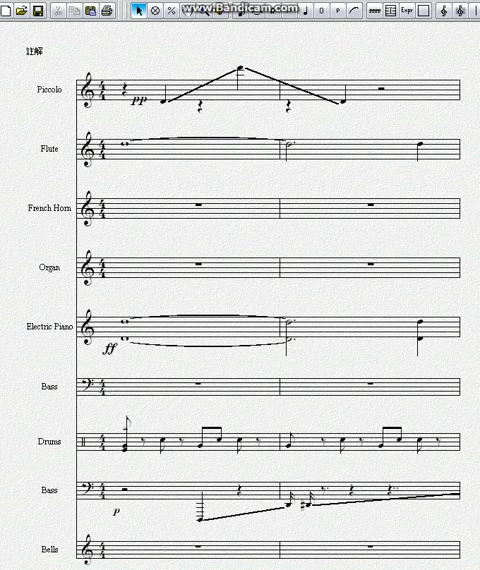 www.Bandicam.com
Expr
註解
Piccolo
pp
Flute
French Horn
Organ
Electric Piano
ff
Bass
Drums
Bass
p
Bells